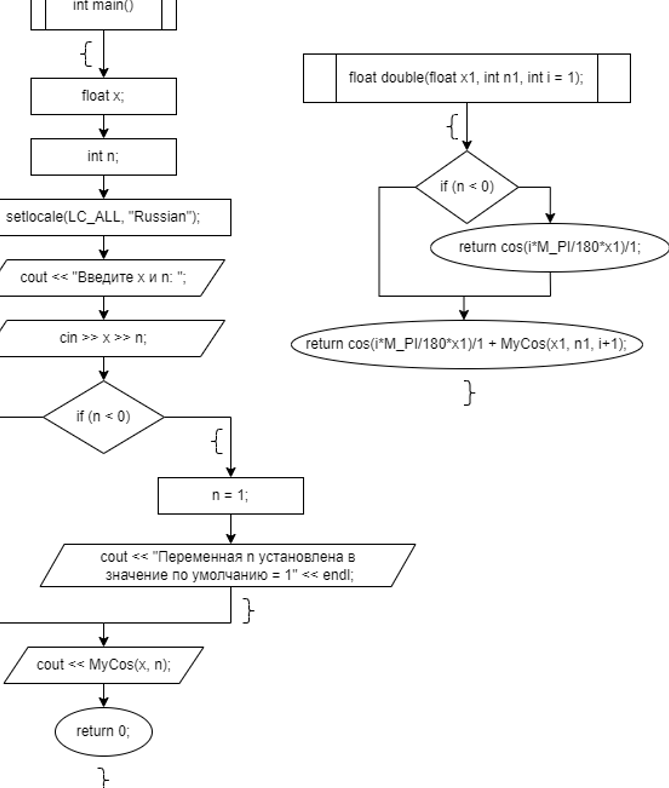 int main()
{
float x;
int n;
setlocale(LC_ALL, "Russian");
cout << "Введите x и n: ";
cin >> x >> n;
if (n < 0)
{
n = 1;
cout << "Переменная n установлена в
значение по умолчанию = 1" << endl;
}
cout << MyCos(x, n);
return 0;
}
float double(float x1, int n1, int i = 1);
{
if (n < 0)
return cos(i*M_PI/180*x1)/1;
return cos(i*M_PI/180*x1)/1 + MyCos(x1, n1, i+1);
}